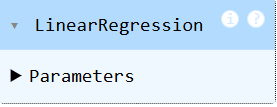 ▾ LinearRegression i ?
▶ Parameters